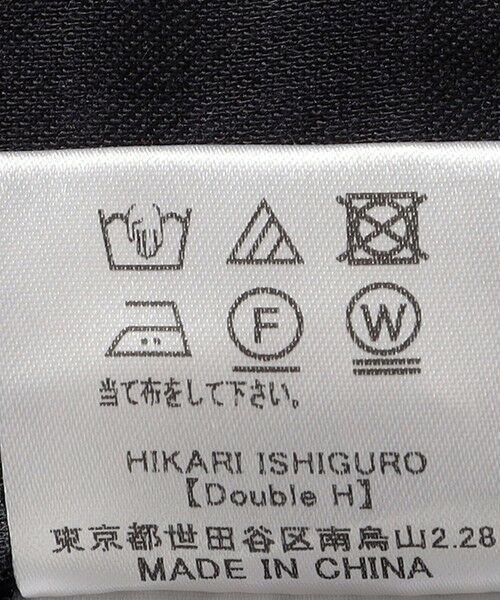 F W
当て布をして下さい。
HIKARI ISHIGURO
【Double H】
東京都世田谷区南烏山2.28
MADE IN CHINA